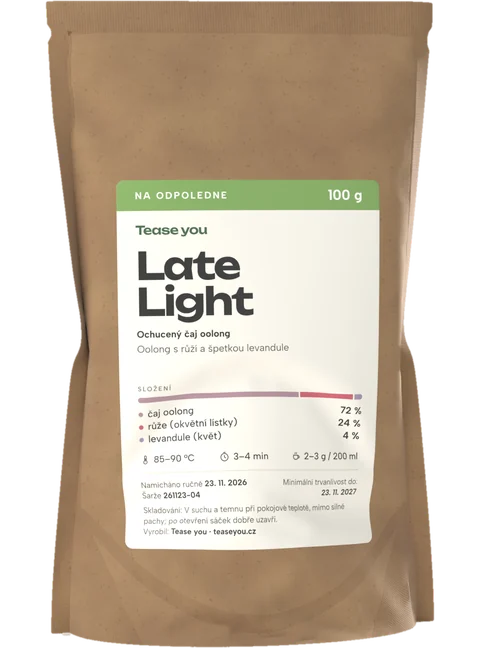 NA ODPOLEDNE 100 g
Tease you
Late
Light
Ochucený čaj oolong
Oolong s růží a špetkou levandule
SLOŽENÍ
čaj oolong 72 %
růže (okvětní lístky) 24 %
levandule (květ) 4 %
85–90 °C 3–4 min 2–3 g / 200 ml
Namícháno ručně 23. 11. 2026 Minimální trvanlivost do:
Šarže 261123-04 23. 11. 2027
Skladování: V suchu a temnu při pokojové teplotě, mimo silné
pachy; po otevření sáček dobře uzavři.
Vyrobil: Tease you · teaseyou.cz